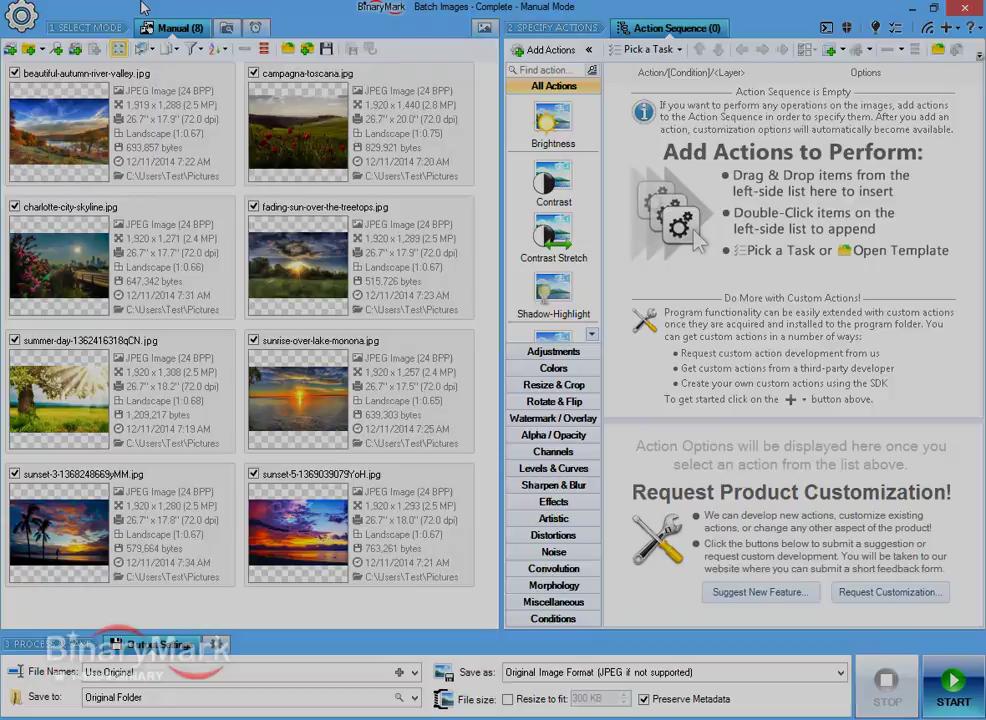 BinaryMark Batch Images - Complete - Manual Mode
1 SELECT MODE
Manual (8)
2 SPECIFY ACTIONS
Action Sequence (0)
Add Actions
Pick a Task
Find action...
All Actions
Brightness
Contrast
Contrast Stretch
Shadow-Highlight
Adjustments
Colors
Resize & Crop
Rotate & Flip
Watermark / Overlay
Alpha / Opacity
Channels
Levels & Curves
Sharpen & Blur
Effects
Artistic
Distortions
Noise
Convolution
Morphology
Miscellaneous
Conditions
beautiful-autumn-river-valley.jpg
JPEG Image (24 BPP)
1,919 x 1,288 (2.5 MP)
26.7" x 17.9" (72.0 dpi)
Landscape (1:0.67)
693,857 bytes
12/11/2014 7:22 AM
C:\Users\Test\Pictures
campagna-toscana.jpg
JPEG Image (24 BPP)
1,920 x 1,440 (2.8 MP)
26.7" x 20.0" (72.0 dpi)
Landscape (1:0.75)
829,921 bytes
12/11/2014 7:20 AM
C:\Users\Test\Pictures
charlotte-city-skyline.jpg
JPEG Image (24 BPP)
1,920 x 1,271 (2.4 MP)
26.7" x 17.7" (72.0 dpi)
Landscape (1:0.66)
647,342 bytes
12/11/2014 7:31 AM
C:\Users\Test\Pictures
fading-sun-over-the-treetops.jpg
JPEG Image (24 BPP)
1,920 x 1,289 (2.5 MP)
26.7" x 17.9" (72.0 dpi)
Landscape (1:0.67)
515,726 bytes
12/11/2014 7:23 AM
C:\Users\Test\Pictures
summer-day-1362416318qCN.jpg
JPEG Image (24 BPP)
1,920 x 1,308 (2.5 MP)
26.7" x 18.2" (72.0 dpi)
Landscape (1:0.68)
1,209,217 bytes
12/11/2014 7:19 AM
C:\Users\Test\Pictures
sunrise-over-lake-monona.jpg
JPEG Image (24 BPP)
1,920 x 1,257 (2.4 MP)
26.7" x 17.5" (72.0 dpi)
Landscape (1:0.65)
639,303 bytes
12/11/2014 7:25 AM
C:\Users\Test\Pictures
sunset-3-1368248669yMM.jpg
JPEG Image (24 BPP)
1,920 x 1,280 (2.5 MP)
26.7" x 17.8" (72.0 dpi)
Landscape (1:0.67)
579,664 bytes
12/11/2014 7:34 AM
C:\Users\Test\Pictures
sunset-5-1369039079YoH.jpg
JPEG Image (24 BPP)
1,920 x 1,293 (2.5 MP)
26.7" x 18.0" (72.0 dpi)
Landscape (1:0.67)
763,261 bytes
12/11/2014 7:21 AM
C:\Users\Test\Pictures
Action/[Condition]/<Layer> Options
Action Sequence is Empty
If you want to perform any operations on the images, add actions
to the Action Sequence in order to specify them. After you add an
action, customization options will automatically become available.
Add Actions to Perform:
● Drag & Drop items from the
left-side list here to insert
● Double-Click items on the
left-side list to append
● Pick a Task or Open Template
Do More with Custom Actions!
Program functionality can be easily extended with custom actions
once they are acquired and installed to the program folder. You
can get custom actions in a number of ways:
• Request custom action development from us
• Get custom actions from a third-party developer
• Create your own custom actions using the SDK
To get started click on the + button above.
Action Options will be displayed here once you
select an action from the list above.
Request Product Customization!
● We can develop new actions, customize existing
actions, or change any other aspect of the product!
● Click the buttons below to submit a suggestion or
request custom development. You will be taken to our
website where you can submit a short feedback form.
Suggest New Feature...
Request Customization...
Output Settings
BinaryMark
File Names: Use Original
Save to: Original Folder
Save as: Original Image Format (JPEG if not supported)
File size: Resize to fit: 300 KB Preserve Metadata
STOP
START